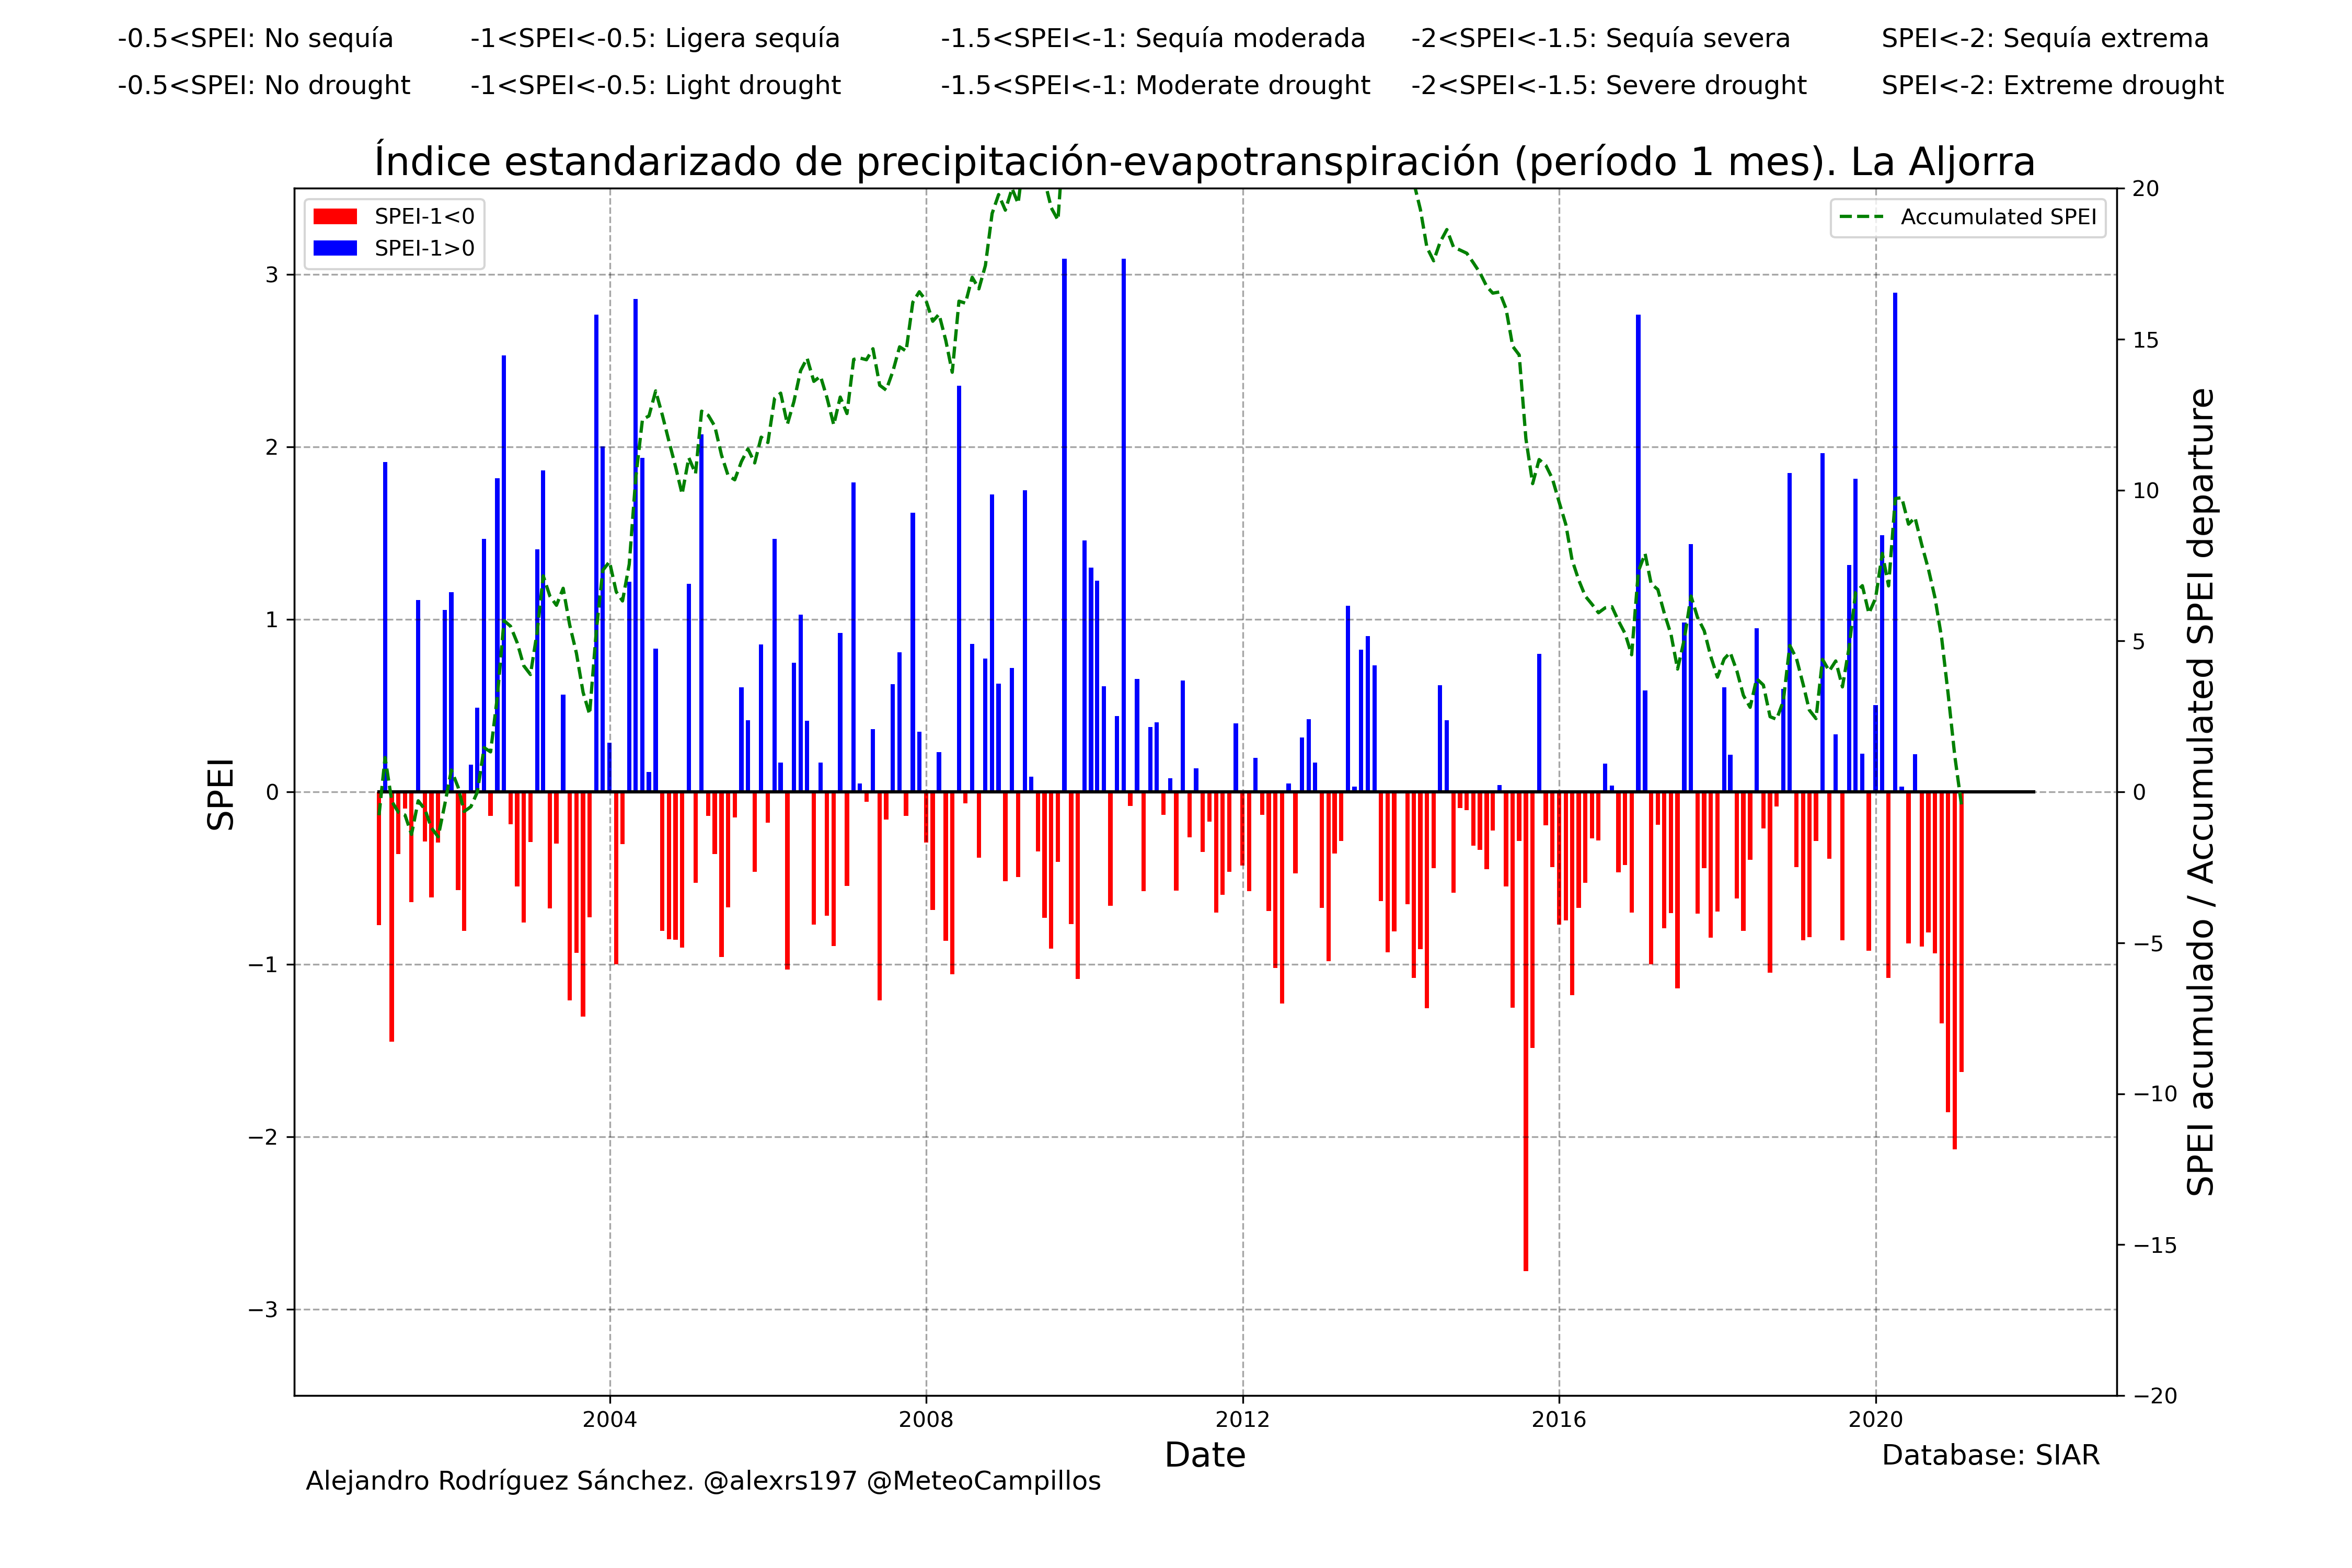 -0.5<SPEI: No sequía -1<SPEI<-0.5: Ligera sequía -1.5<SPEI<-1: Sequía moderada -2<SPEI<-1.5: Sequía severa SPEI<-2: Sequía extrema
-0.5<SPEI: No drought -1<SPEI<-0.5: Light drought -1.5<SPEI<-1: Moderate drought -2<SPEI<-1.5: Severe drought SPEI<-2: Extreme drought
Índice estandarizado de precipitación-evapotranspiración (período 1 mes). La Aljorra
SPEI-1<0
SPEI-1>0
Accumulated SPEI
SPEI
3
2
1
0
−1
−2
−3
20
15
10
5
0
−5
−10
−15
−20
SPEI acumulado / Accumulated SPEI departure
2004 2008 2012 2016 2020
Date
Database: SIAR
Alejandro Rodríguez Sánchez. @alexrs197 @MeteoCampillos